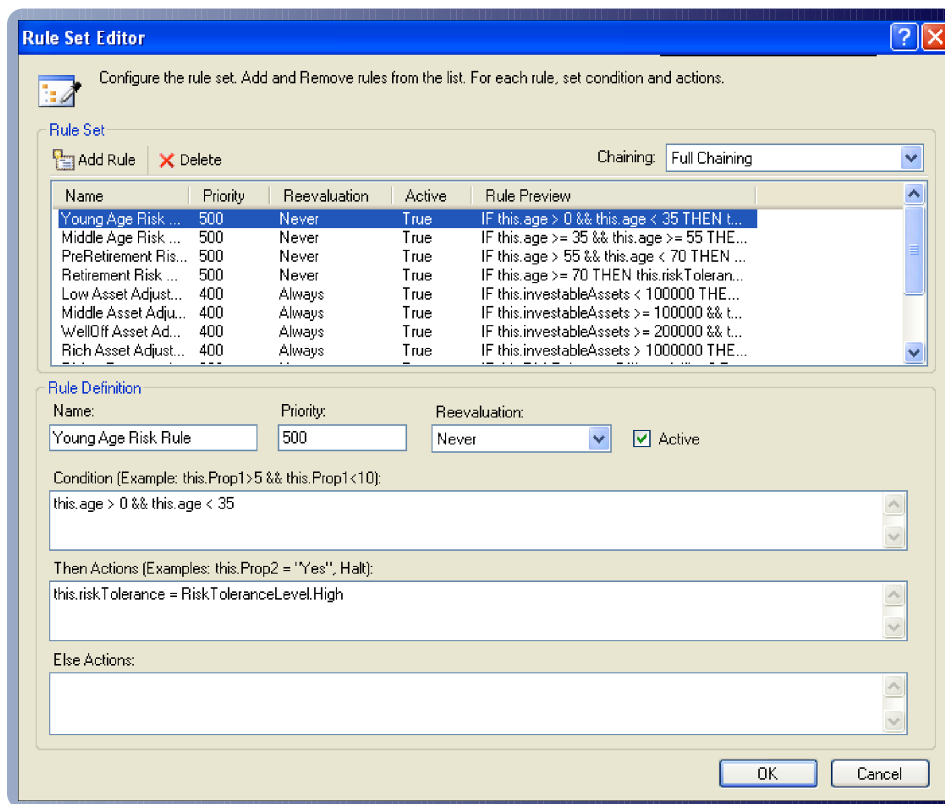 Rule Set Editor
Configure the rule set. Add and Remove rules from the list. For each rule, set condition and actions.
Rule Set
Add Rule Delete Chaining: Full Chaining
Name Priority Reevaluation Active Rule Preview
Young Age Risk ... 500 Never True IF this.age > 0 && this.age < 35 THEN t...
Middle Age Risk ... 500 Never True IF this.age >= 35 && this.age >= 55 THE...
PreRetirement Ris... 500 Never True IF this.age > 55 && this.age < 70 THEN ...
Retirement Risk ... 500 Never True IF this.age >= 70 THEN this.riskToleran...
Low Asset Adjust... 400 Always True IF this.investableAssets < 100000 THE...
Middle Asset Adju... 400 Always True IF this.investableAssets >= 100000 && t...
WellOff Asset Ad... 400 Always True IF this.investableAssets >= 200000 && t...
Rich Asset Adjust... 400 Always True IF this.investableAssets > 1000000 THE...
Rule Definition
Name: Priority: Reevaluation:
Young Age Risk Rule 500 Never Active
Condition (Example: this.Prop1>5 && this.Prop1<10):
this.age > 0 && this.age < 35
Then Actions (Examples: this.Prop2 = "Yes", Halt):
this.riskTolerance = RiskToleranceLevel.High
Else Actions:
OK Cancel